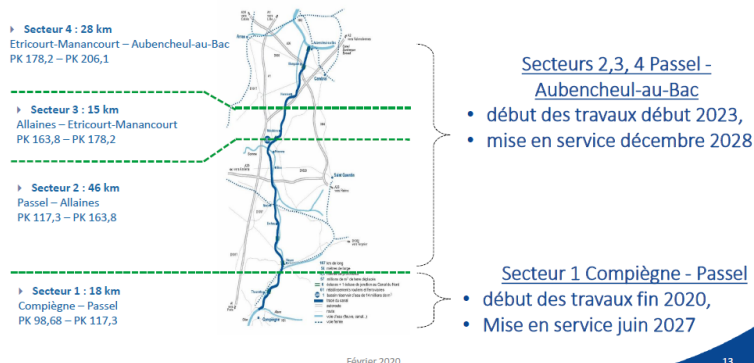 Secteur 4 : 28 km
Etricourt-Manancourt – Aubencheul-au-Bac
PK 178,2 – PK 206,1
Secteur 3 : 15 km
Allaines – Etricourt-Manancourt
PK 163,8 – PK 178,2
Secteur 2 : 46 km
Passel – Allaines
PK 117,3 – PK 163,8
Secteur 1 : 18 km
Compiègne – Passel
PK 98,68 – PK 117,3
Saint Quentin
Compiègne
Secteurs 2,3, 4 Passel -
Aubencheul-au-Bac
• début des travaux début 2023,
• mise en service décembre 2028
Secteur 1 Compiègne - Passel
• début des travaux fin 2020,
• Mise en service juin 2027
Février 2020
13